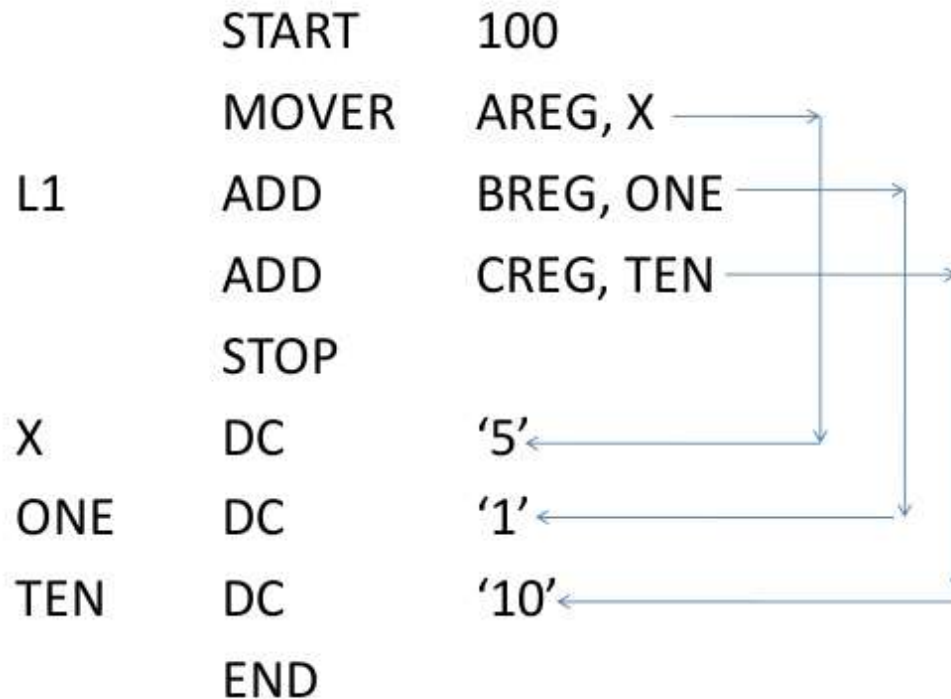 START 100
MOVER AREG, X
L1 ADD BREG, ONE
ADD CREG, TEN
STOP
X DC ‘5’
ONE DC ‘1’
TEN DC ‘10’
END